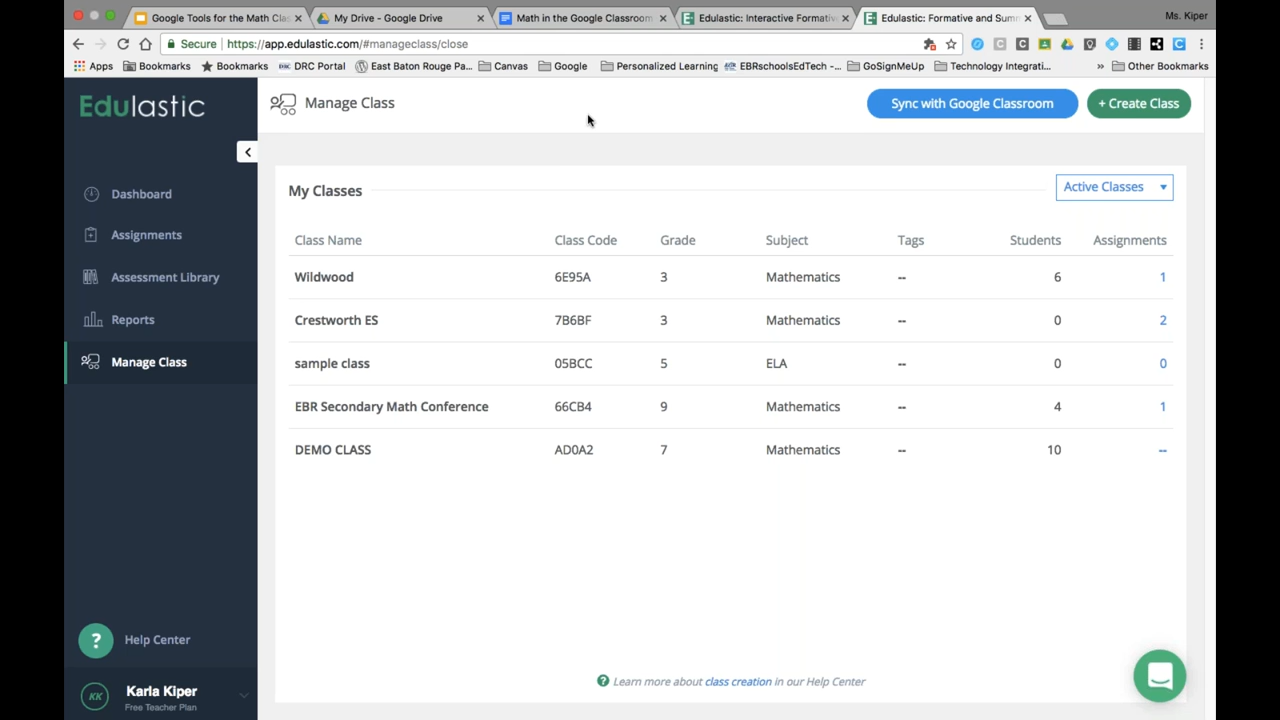 Google Tools for the Math Clas
My Drive - Google Drive
Math in the Google Classroom
Edulastic: Interactive Formativ
Edulastic: Formative and Sum
Ms. Kiper
Secure
https://app.edulastic.com/#manageclass/close
Apps
Bookmarks
Bookmarks
DRC Portal
East Baton Rouge Pa...
Canvas
Google
Personalized Learning
EBRschoolsEdTech -...
GoSignMeUp
Technology Integrati...
»
Other Bookmarks
Edulastic
Manage Class
Sync with Google Classroom
+ Create Class
Dashboard
Assignments
Assessment Library
Reports
Manage Class
My Classes
Active Classes
Class Name Class Code Grade Subject Tags Students Assignments
Wildwood 6E95A 3 Mathematics -- 6 1
Crestworth ES 7B6BF 3 Mathematics -- 0 2
sample class 05BCC 5 ELA -- 0 0
EBR Secondary Math Conference 66CB4 9 Mathematics -- 4 1
DEMO CLASS AD0A2 7 Mathematics -- 10 --
? Help Center
KK
Karla Kiper
Free Teacher Plan
? Learn more about class creation in our Help Center